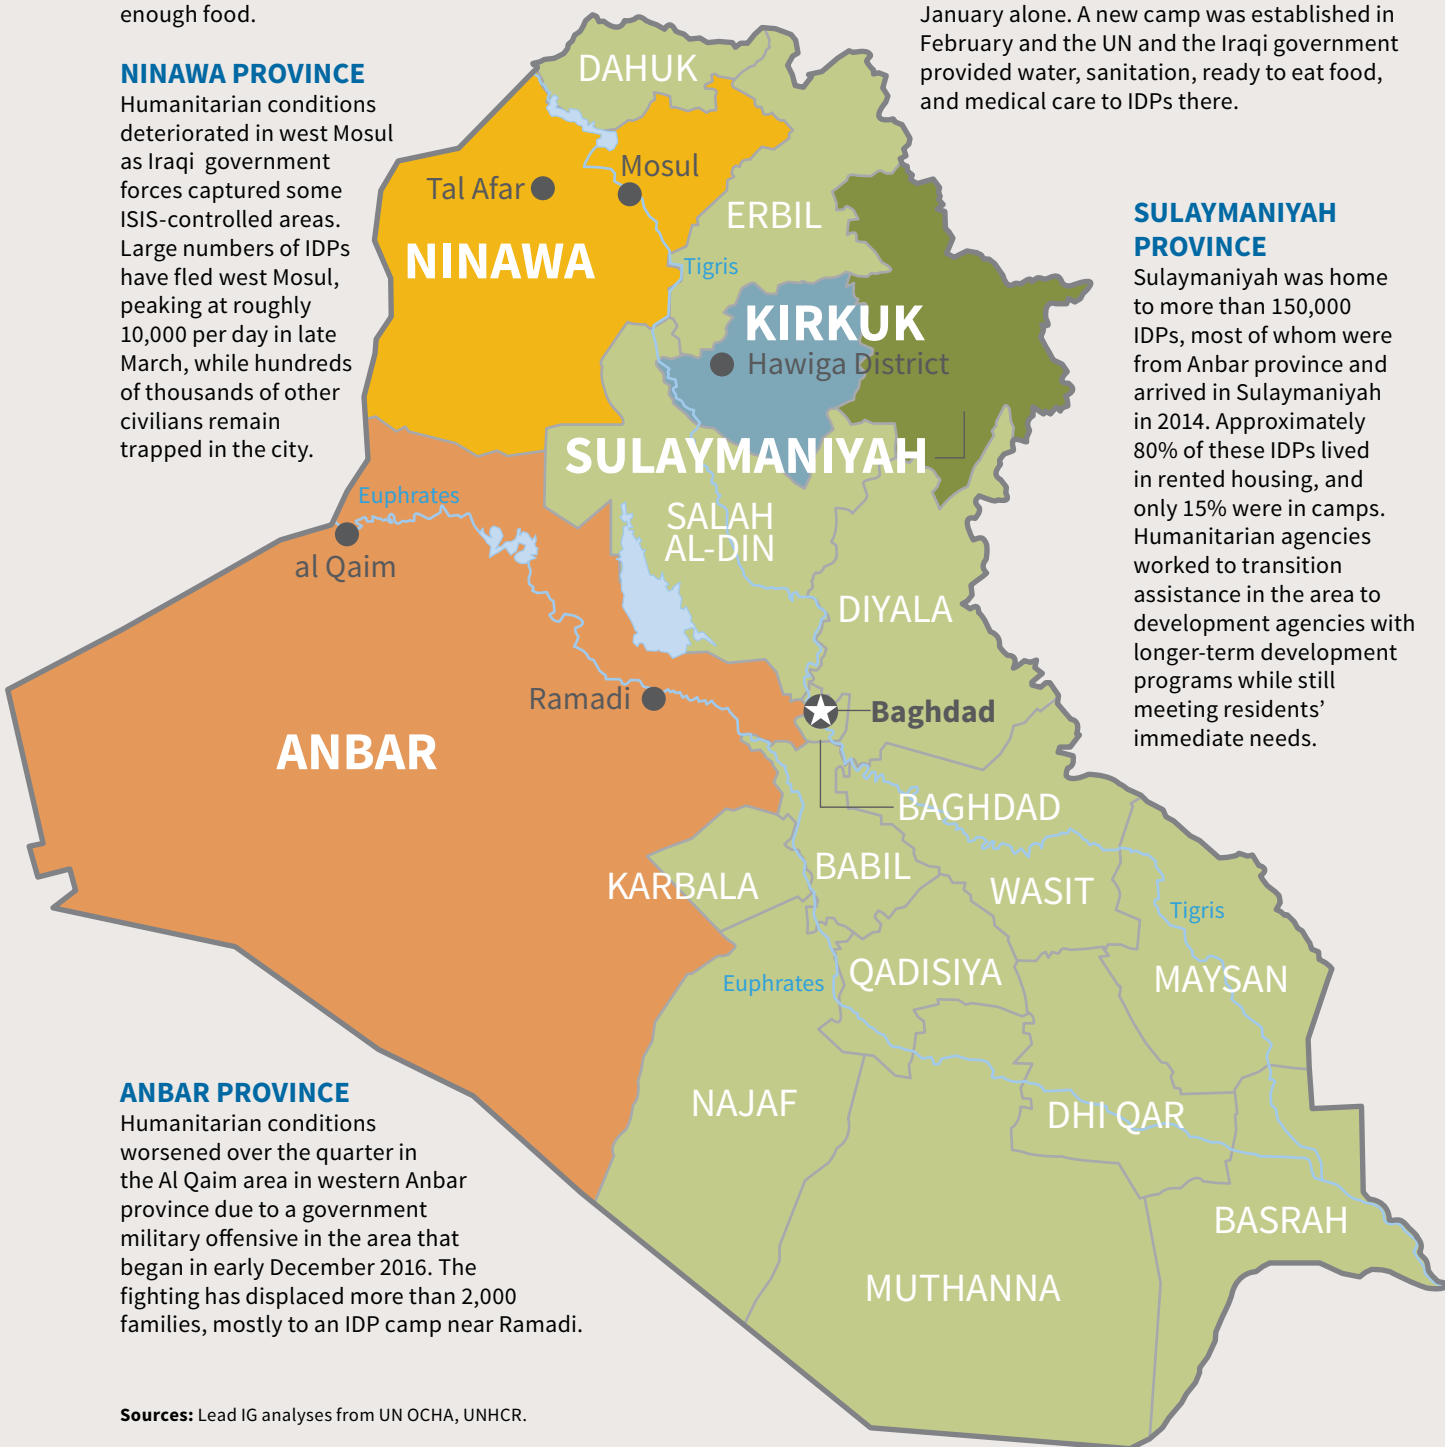 enough food.
January alone. A new camp was established in
February and the UN and the Iraqi government
provided water, sanitation, ready to eat food,
and medical care to IDPs there.
NINAWA PROVINCE
Humanitarian conditions
deteriorated in west Mosul
as Iraqi government
forces captured some
ISIS-controlled areas.
Large numbers of IDPs
have fled west Mosul,
peaking at roughly
10,000 per day in late
March, while hundreds
of thousands of other
civilians remain
trapped in the city.
SULAYMANIYAH
PROVINCE
Sulaymaniyah was home
to more than 150,000
IDPs, most of whom were
from Anbar province and
arrived in Sulaymaniyah
in 2014. Approximately
80% of these IDPs lived
in rented housing, and
only 15% were in camps.
Humanitarian agencies
worked to transition
assistance in the area to
development agencies with
longer-term development
programs while still
meeting residents’
immediate needs.
DAHUK
Mosul
Tal Afar
ERBIL
NINAWA
Tigris
KIRKUK
Hawiga District
SULAYMANIYAH
Euphrates
SALAH
AL-DIN
al Qaim
DIYALA
Ramadi
Baghdad
ANBAR
BAGHDAD
BABIL
KARBALA
WASIT
Tigris
QADISIYA
MAYSAN
Euphrates
NAJAF
DHI QAR
BASRAH
MUTHANNA
ANBAR PROVINCE
Humanitarian conditions
worsened over the quarter in
the Al Qaim area in western Anbar
province due to a government
military offensive in the area that
began in early December 2016. The
fighting has displaced more than 2,000
families, mostly to an IDP camp near Ramadi.
Sources: Lead IG analyses from UN OCHA, UNHCR.